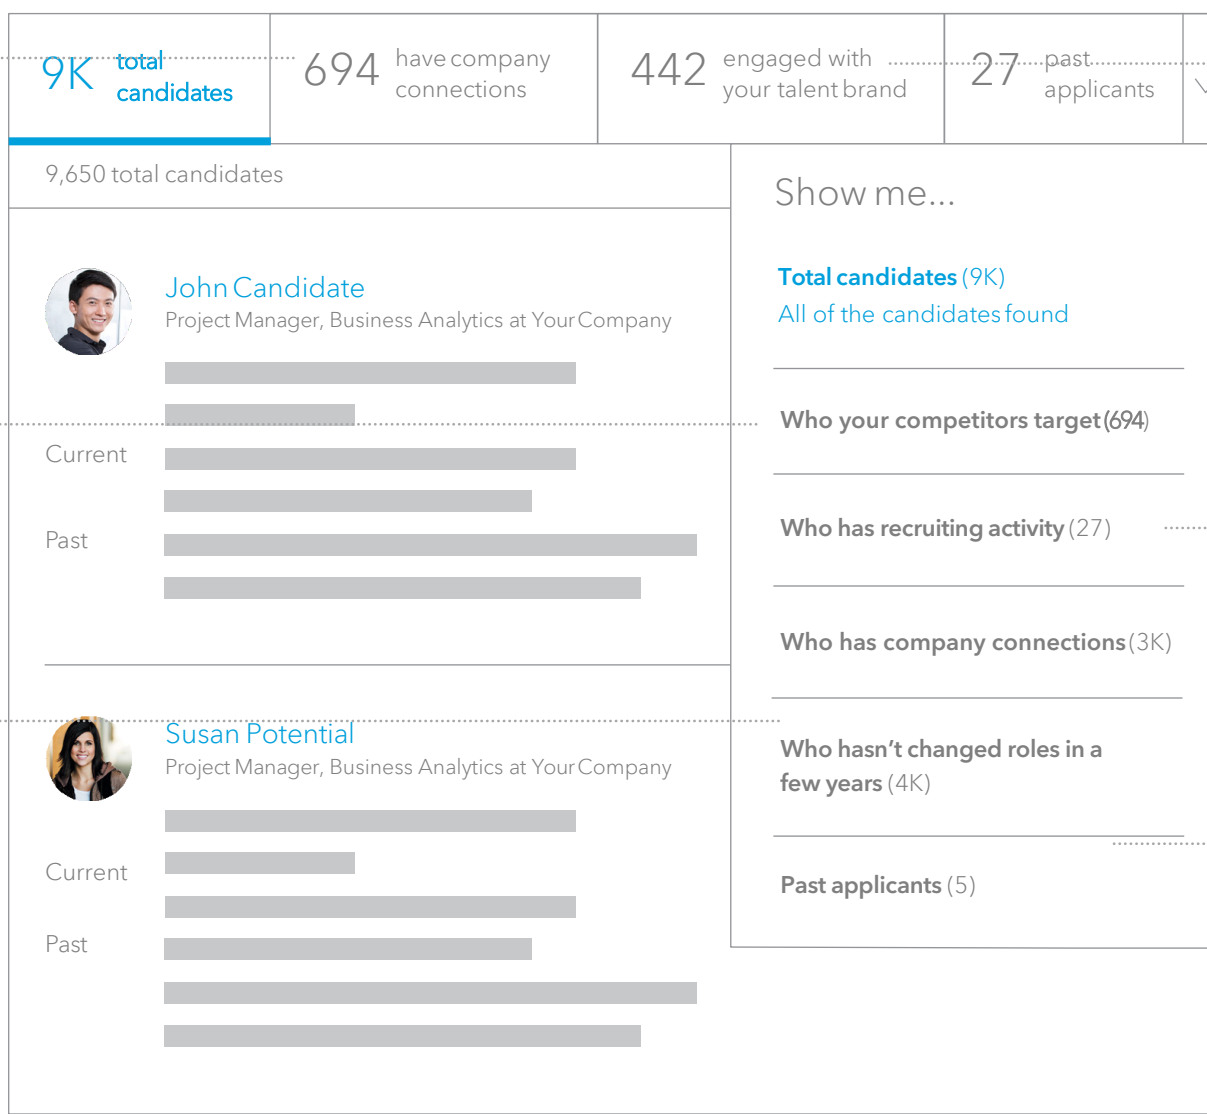 9K total candidates
694 have company connections
442 engaged with your talent brand
27 past applicants
9,650 total candidates
Show me...
Total candidates (9K)
All of the candidates found
John Candidate
Project Manager, Business Analytics at Your Company
Who your competitors target (694)
Current
Who has recruiting activity (27)
Past
Who has company connections (3K)
Susan Potential
Project Manager, Business Analytics at Your Company
Who hasn't changed roles in a
few years (4K)
Current
Past applicants (5)
Past